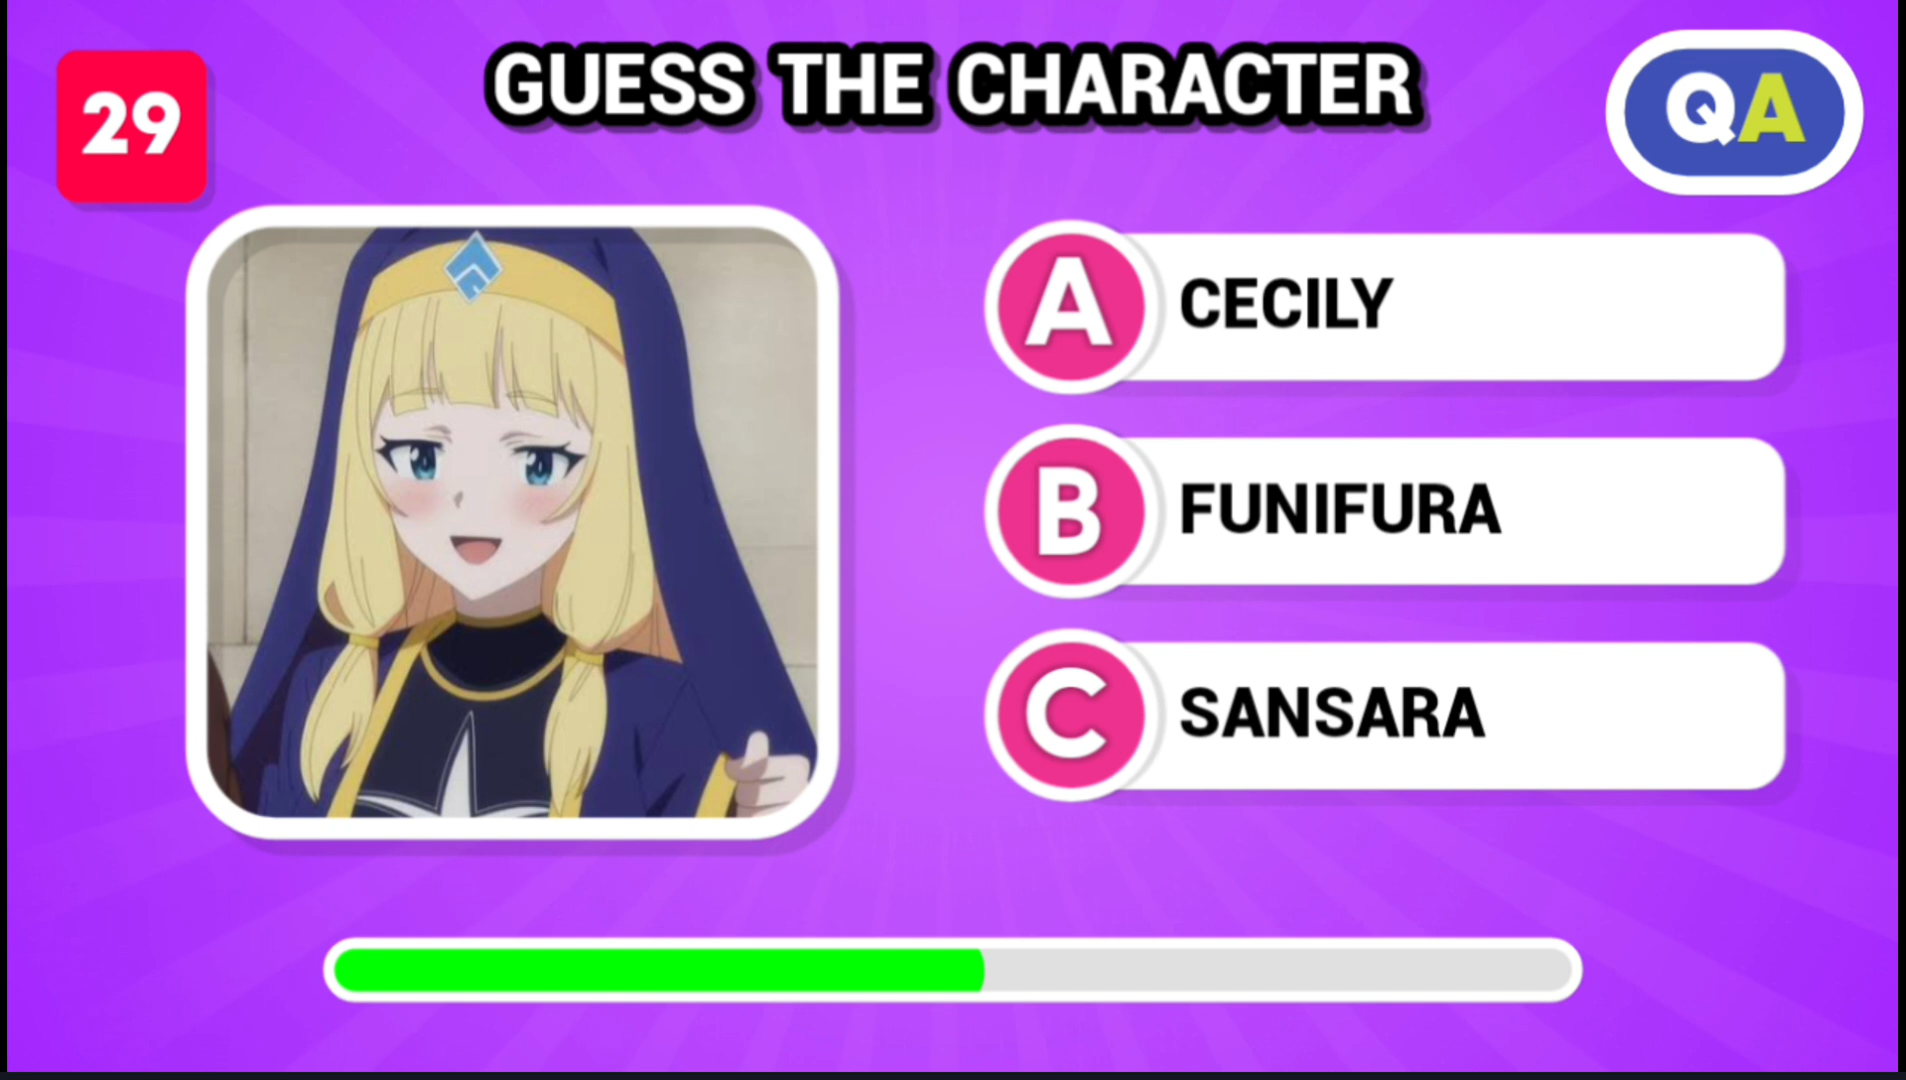 29
GUESS THE CHARACTER
QA
A CECILY
B FUNIFURA
C SANSARA